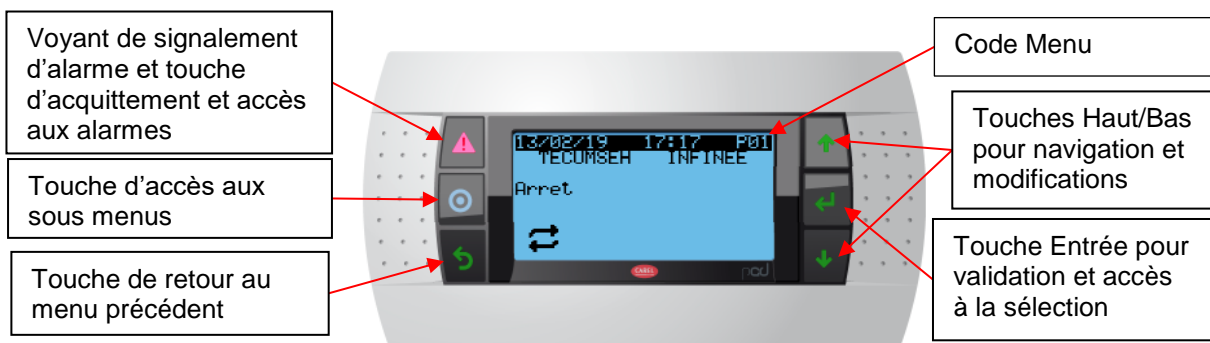 Voyant de signalement
d'alarme et touche
d'acquittement et accès
aux alarmes
Touche d'accès aux
sous menus
Touche de retour au
menu précédent
13/02/19 17:17 P01
TECUMSEH INFINEE
Arret
CAREL
pGD
Code Menu
Touches Haut/Bas
pour navigation et
modifications
Touche Entrée pour
validation et accès
à la sélection